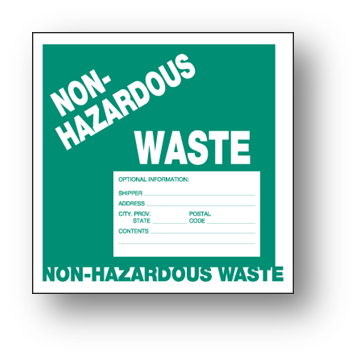 NON-
HAZARDOUS
WASTE
OPTIONAL INFORMATION:
SHIPPER
ADDRESS
CITY, PROV. POSTAL
STATE CODE
CONTENTS
NON-HAZARDOUS WASTE